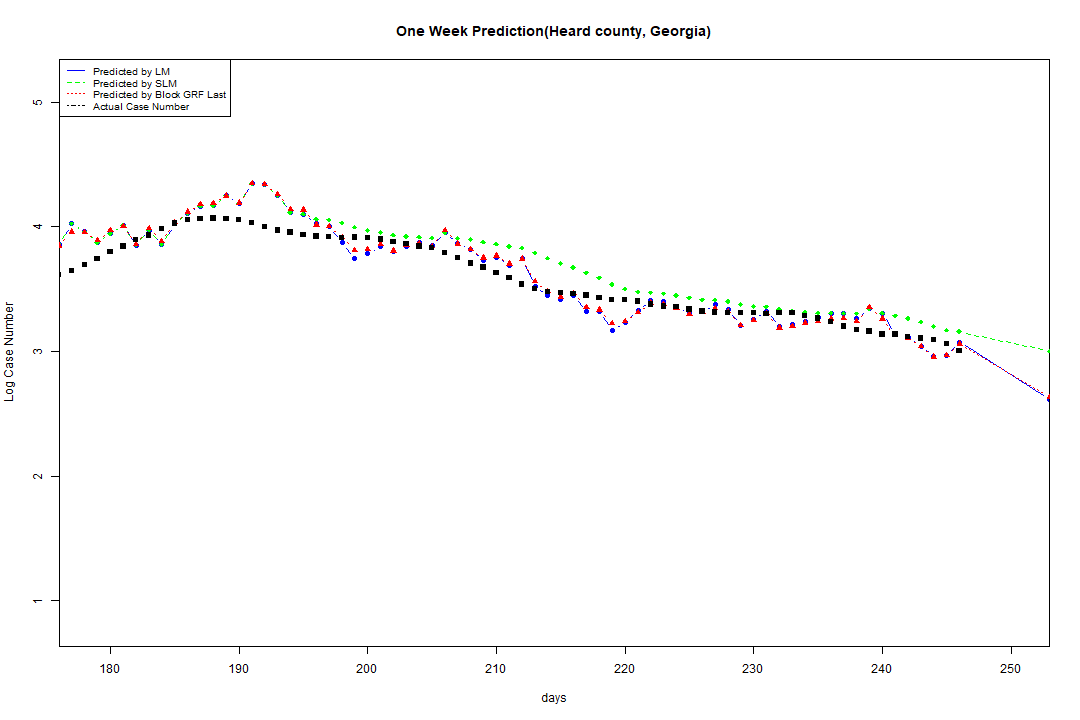 One Week Prediction(Heard county, Georgia)
Predicted by LM
Predicted by SLM
Predicted by Block GRF Last
Actual Case Number
5
4
3
2
1
Log Case Number
180 190 200 210 220 230 240 250
days